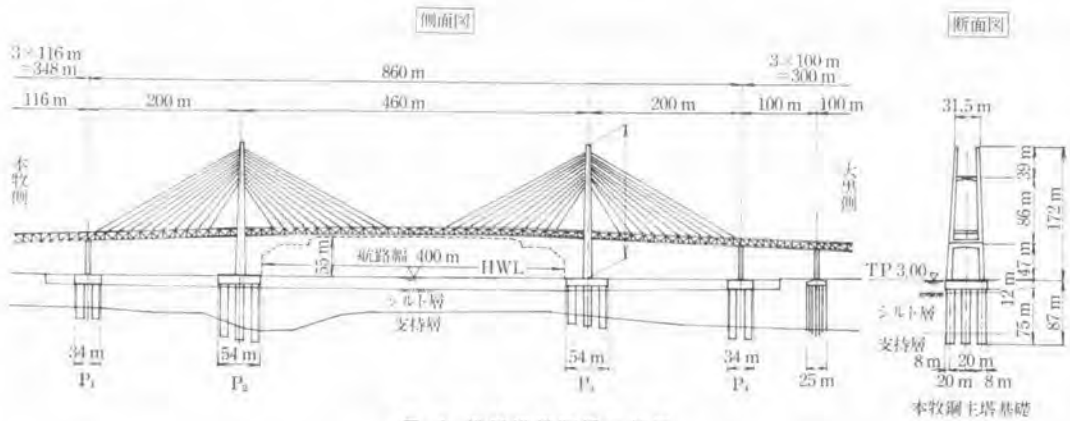 側面図
断面図
3×116 m
=348 m
860 m
3×100 m
=300 m
116 m
200 m
460 m
200 m
100 m
100 m
31.5 m
本牧側
大黒側
39 m
86 m
172 m
47 m
55 m
航路幅 400 m
HWL
TP 3.00
シルト層
支持層
シルト層
支持層
12 m
75 m
87 m
34 m
54 m
54 m
34 m
25 m
8 m
20 m
20 m
8 m
P₁
P₂
P₃
P₄
本牧側主塔基礎